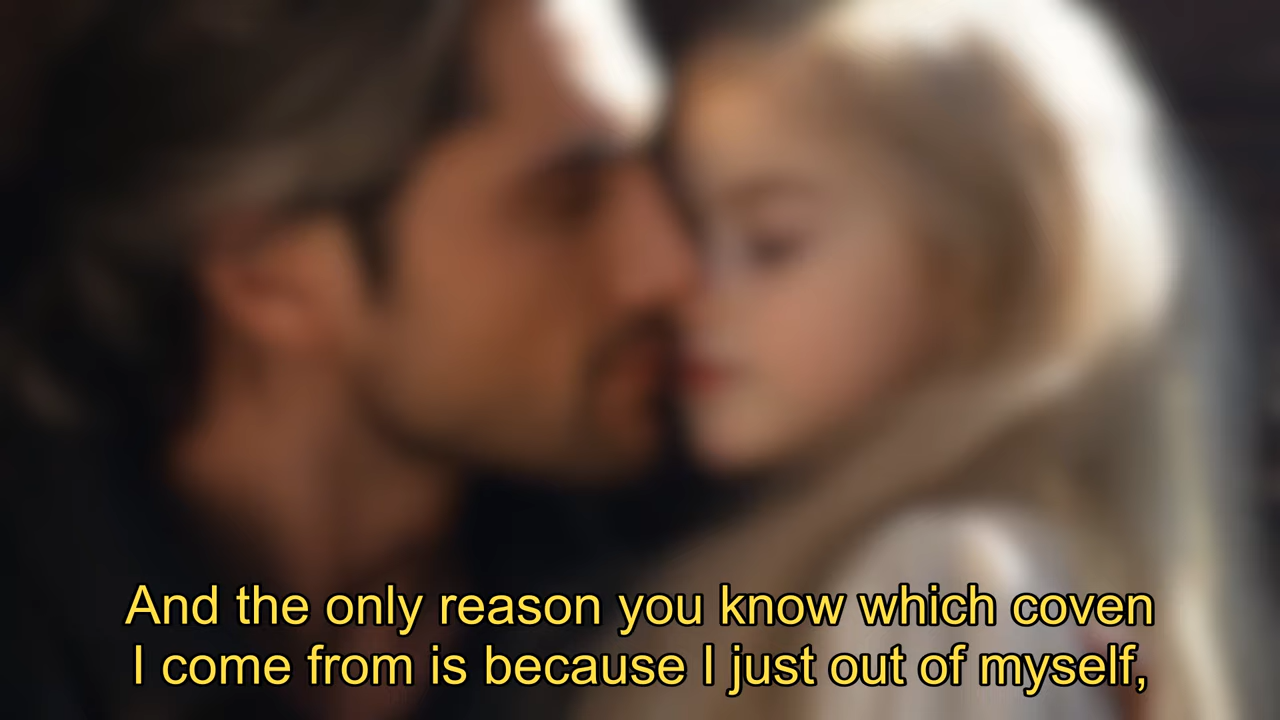 And the only reason you know which coven
I come from is because I just out of myself,